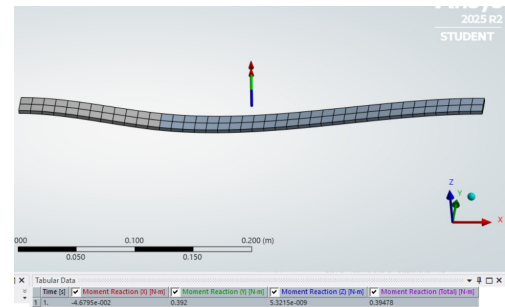 2025 R2
STUDENT
Z
Y
X
000 0.100 0.200 (m)
0.050 0.150
Tabular Data
Time [s] Moment Reaction (X) [N·m] Moment Reaction (Y) [N·m] Moment Reaction (Z) [N·m] Moment Reaction (Total) [N·m]
1 1. -4.6795e-002 0.392 5.3215e-009 0.39478